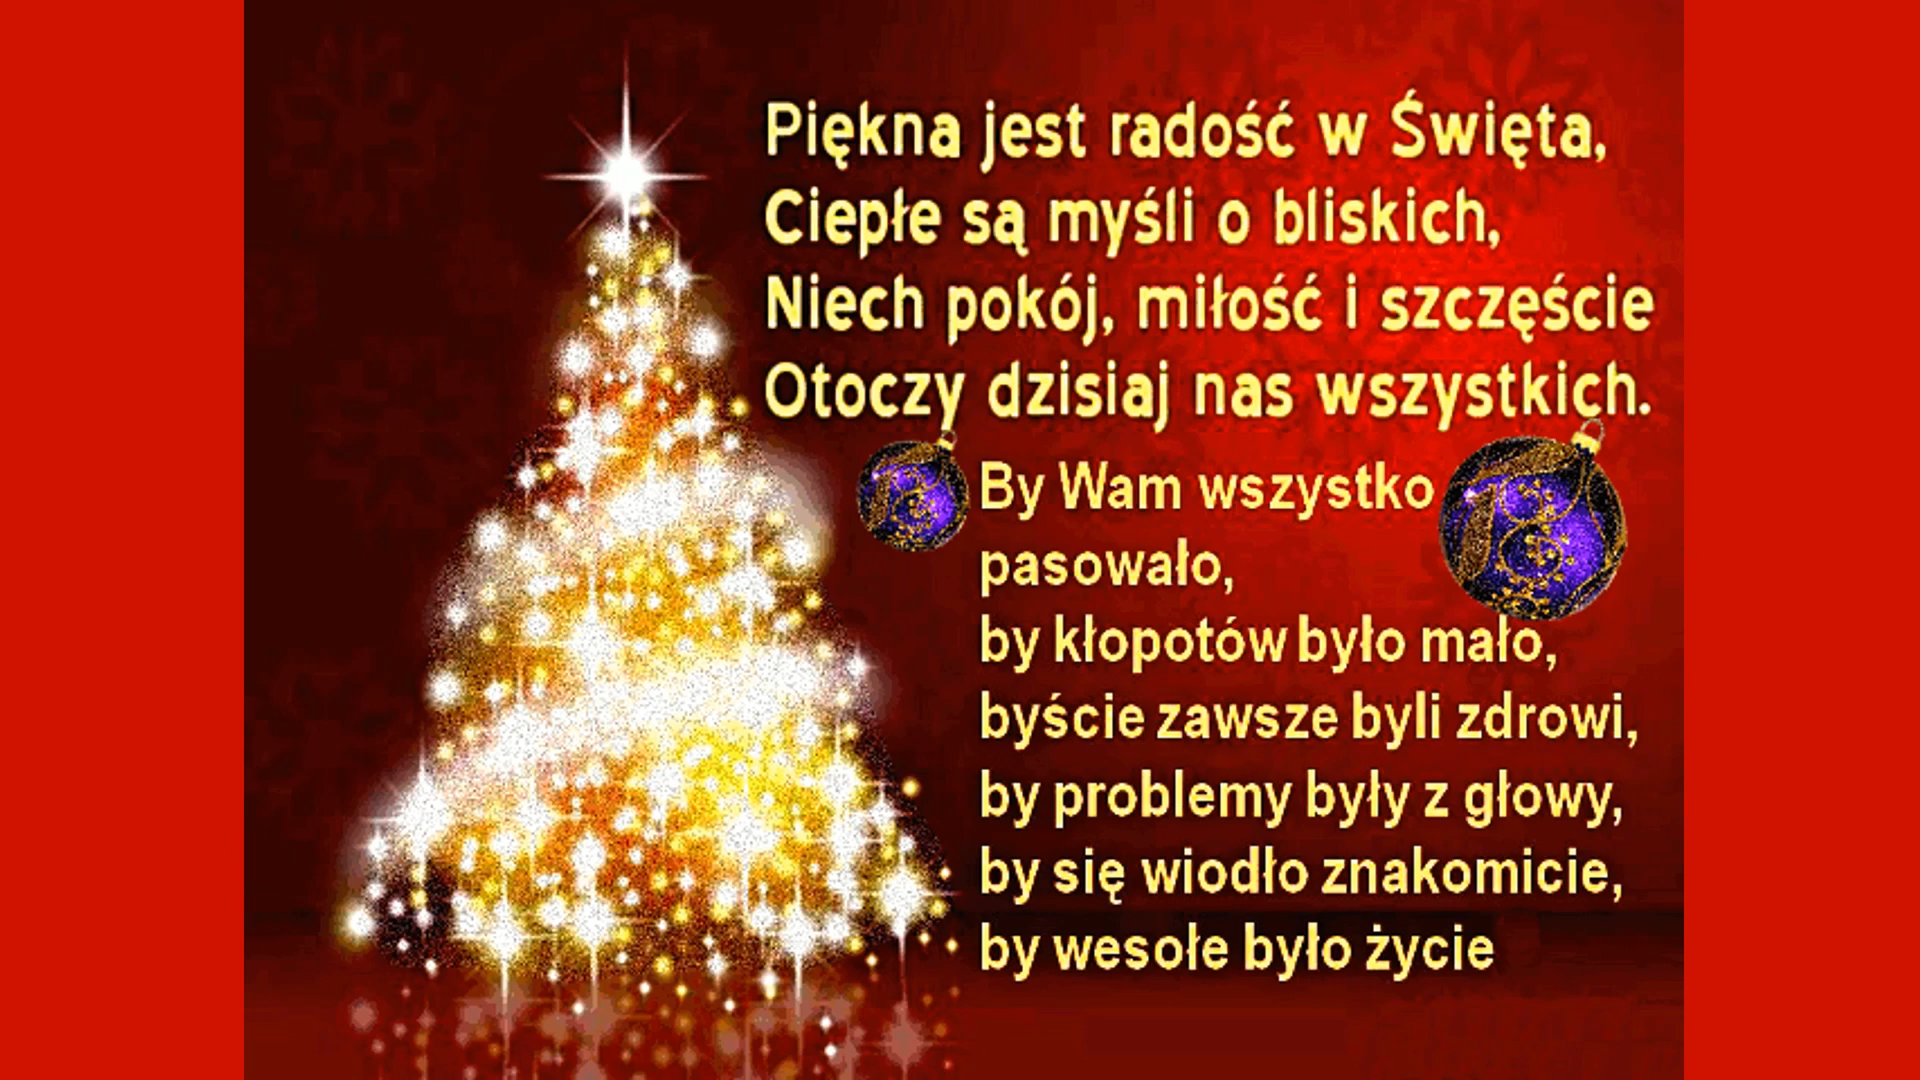 Piękna jest radość w Święta,
Ciepłe są myśli o bliskich,
Niech pokój, miłość i szczęście
Otoczy dzisiaj nas wszystkich.
By Wam wszystko
pasowało,
by kłopotów było mało,
byście zawsze byli zdrowi,
by problemy były z głowy,
by się wiodło znakomicie,
by wesołe było życie